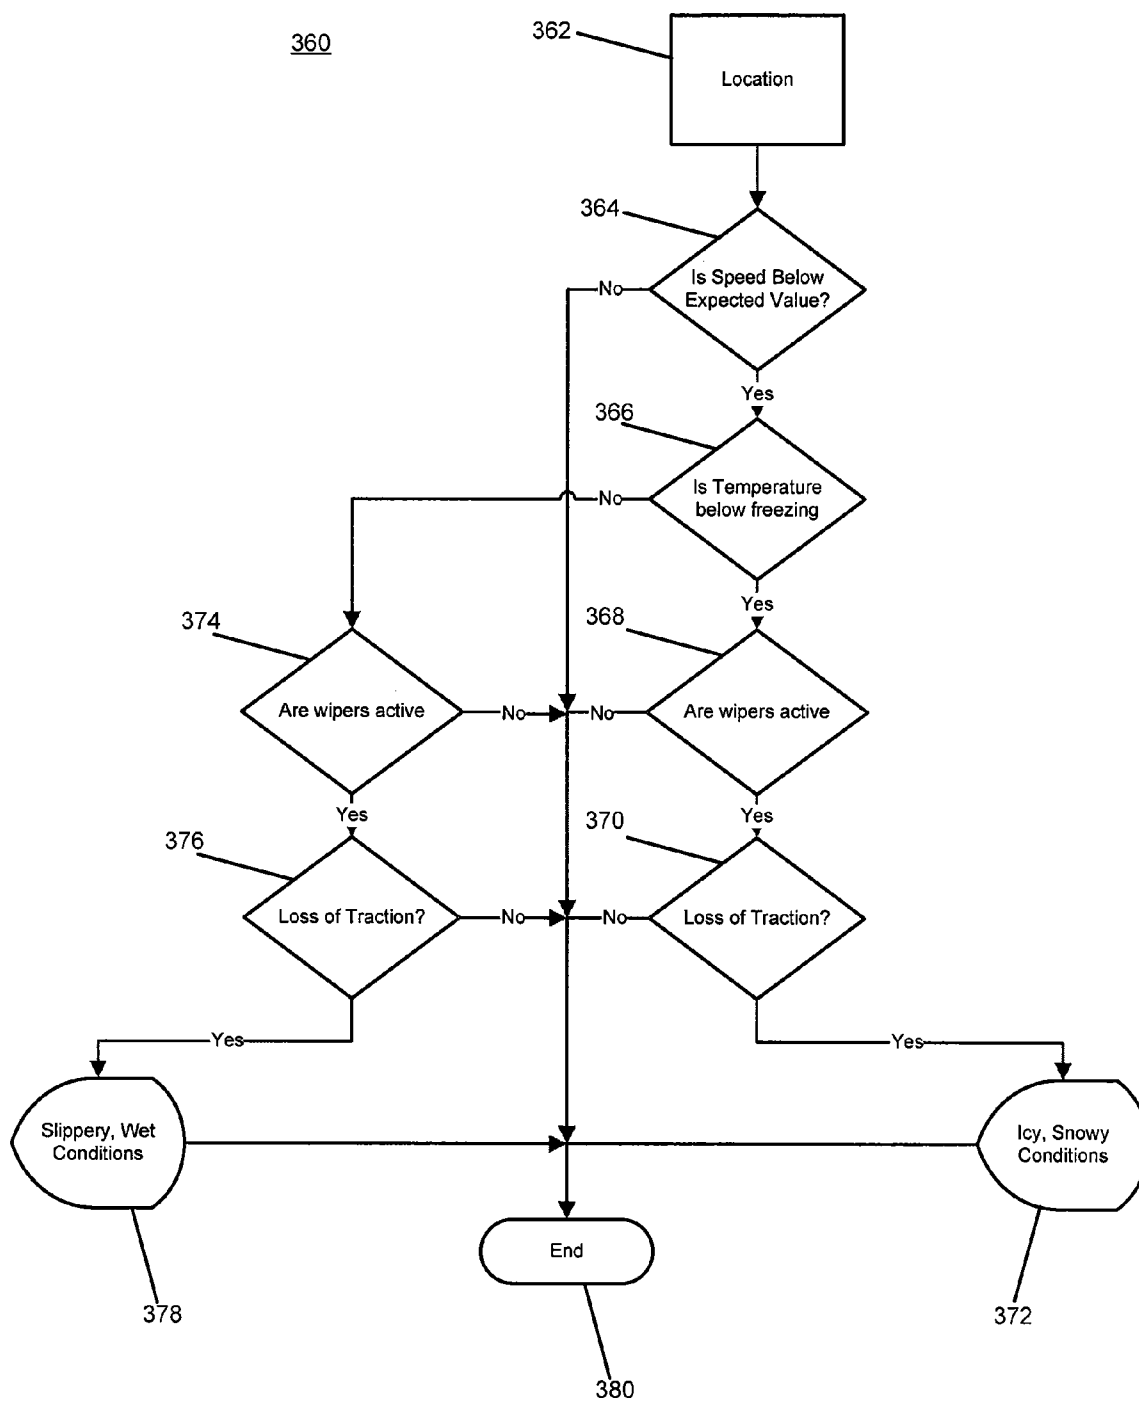 360
362
Location
364
Is Speed Below
Expected Value?
No
Yes
366
Is Temperature
below freezing
No
Yes
374
368
Are wipers active
No
No
Are wipers active
Yes
Yes
376
370
Loss of Traction?
No
No
Loss of Traction?
Yes
Yes
Slippery, Wet
Conditions
Icy, Snowy
Conditions
End
378
372
380